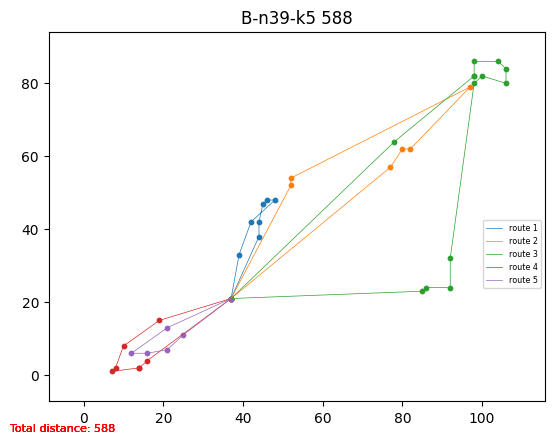 B-n39-k5 588
80
60
40
20
0
route 1
route 2
route 3
route 4
route 5
0 20 40 60 80 100
Total distance: 588